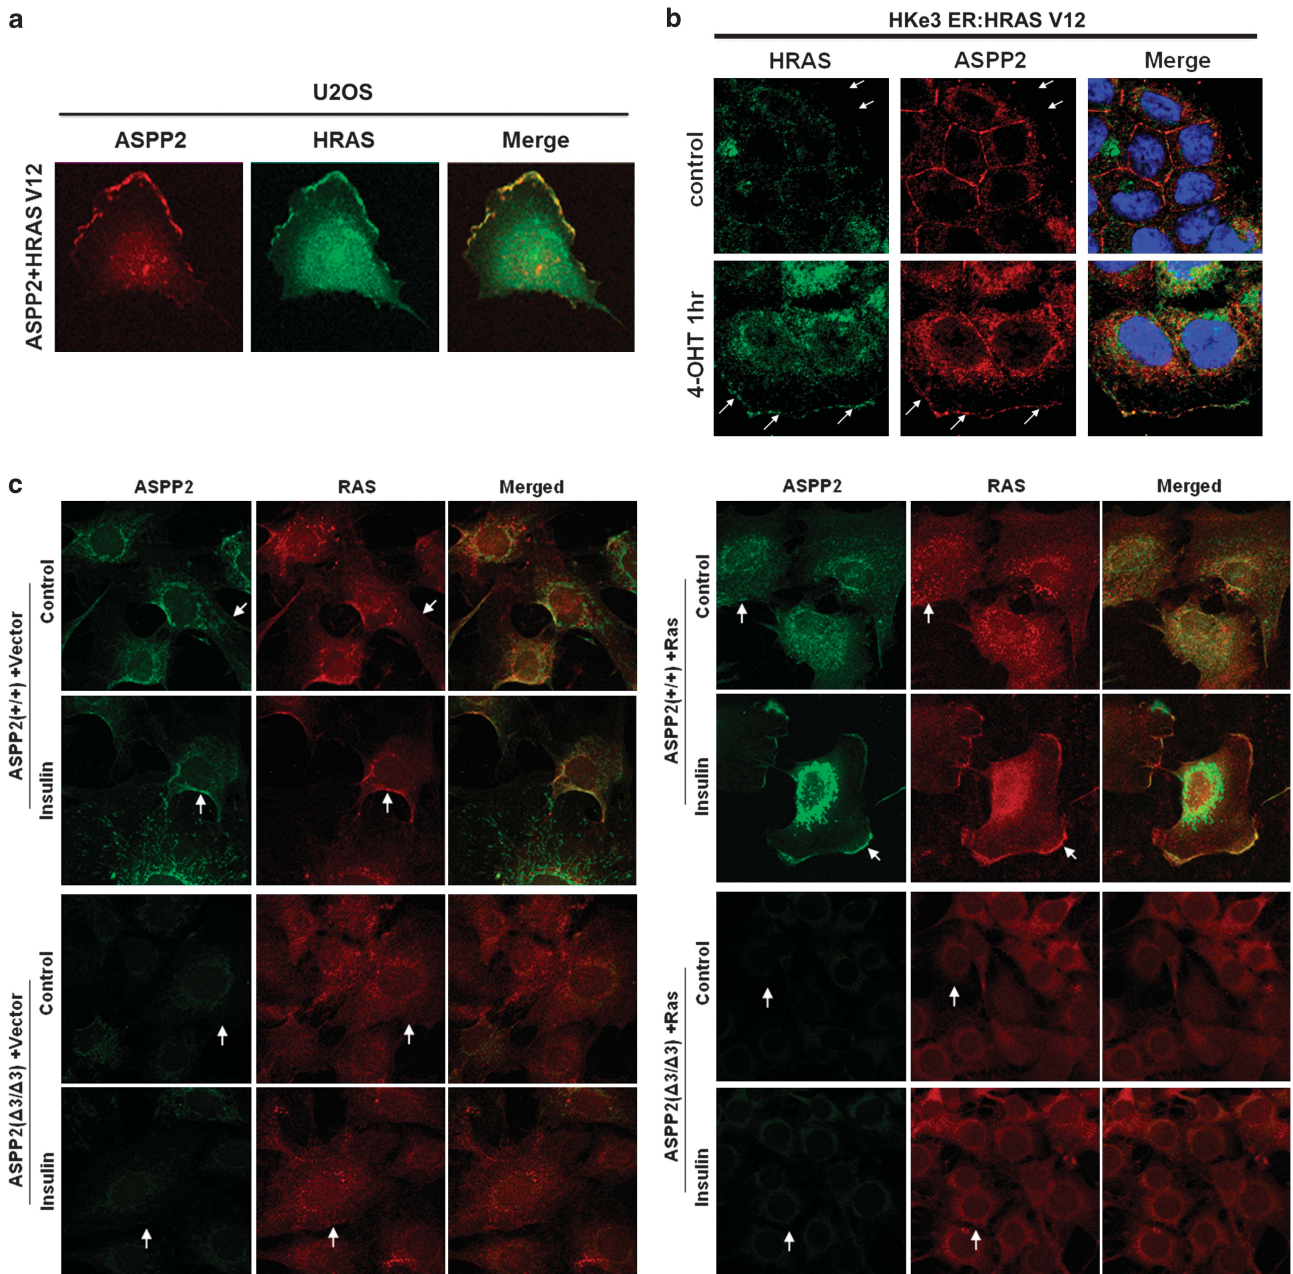 a
U2OS
ASPP2 HRAS Merge
ASPP2+HRAS V12
b
HKe3 ER:HRAS V12
HRAS ASPP2 Merge
control
4-OHT 1hr
c
ASPP2 RAS Merged
ASPP2(+/+) +Vector
Control
Insulin
ASPP2(Δ3/Δ3) +Vector
Control
Insulin
ASPP2 RAS Merged
ASPP2(+/+) +Ras
Control
Insulin
ASPP2(Δ3/Δ3) +Ras
Control
Insulin